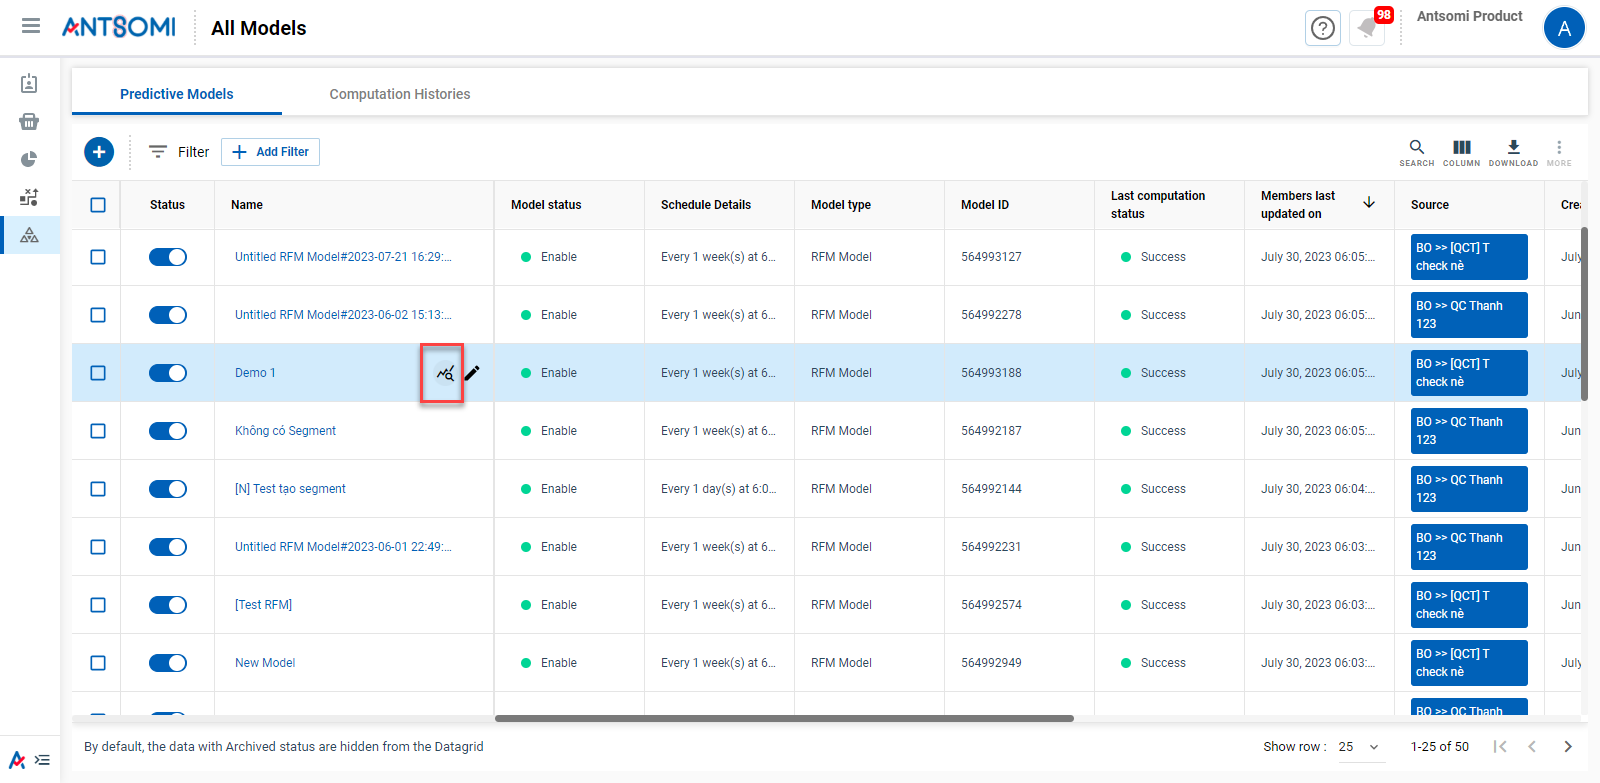 ANTSOMI
All Models
98
Antsomi Product
A
Predictive Models
Computation Histories
Filter
Add Filter
SEARCH
COLUMN
DOWNLOAD
MORE
Status
Name
Model status
Schedule Details
Model type
Model ID
Last computation
status
Members last
updated on
Source
Crea
Untitled RFM Model#2023-07-21 16:29:...
Enable
Every 1 week(s) at 6...
RFM Model
564993127
Success
July 30, 2023 06:05:...
BO >> [QCT] T
check nè
July
Untitled RFM Model#2023-06-02 15:13:...
Enable
Every 1 week(s) at 6...
RFM Model
564992278
Success
July 30, 2023 06:05:...
BO >> QC Thanh
123
Jun
Demo 1
Enable
Every 1 week(s) at 6...
RFM Model
564993188
Success
July 30, 2023 06:05:...
BO >> [QCT] T
check nè
July
Không có Segment
Enable
Every 1 week(s) at 6...
RFM Model
564992187
Success
July 30, 2023 06:05:...
BO >> QC Thanh
123
Jun
[N] Test tạo segment
Enable
Every 1 day(s) at 6:0...
RFM Model
564992144
Success
July 30, 2023 06:04:...
BO >> QC Thanh
123
Jun
Untitled RFM Model#2023-06-01 22:49:...
Enable
Every 1 week(s) at 6...
RFM Model
564992231
Success
July 30, 2023 06:03:...
BO >> QC Thanh
123
Jun
[Test RFM]
Enable
Every 1 week(s) at 6...
RFM Model
564992574
Success
July 30, 2023 06:03:...
BO >> [QCT] T
check nè
Jun
New Model
Enable
Every 1 week(s) at 6...
RFM Model
564992949
Success
July 30, 2023 06:03:...
BO >> [QCT] T
check nè
July
BO >> QC Thanh
By default, the data with Archived status are hidden from the Datagrid
Show row :
25
1-25 of 50